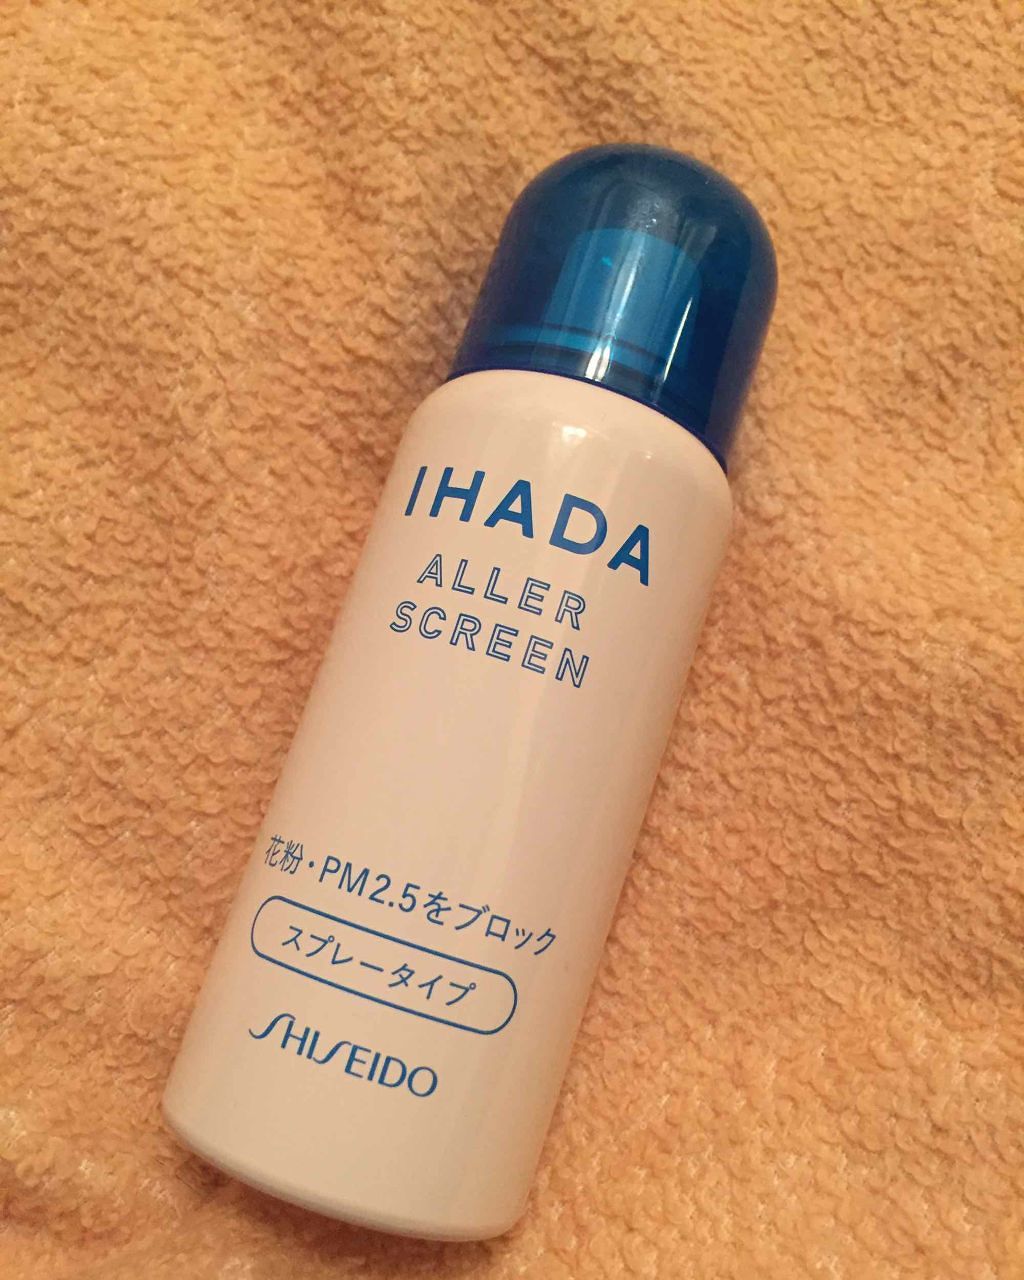 IHADA
ALLER
SCREEN
花粉・PM2.5をブロック
スプレータイプ
SHISEIDO